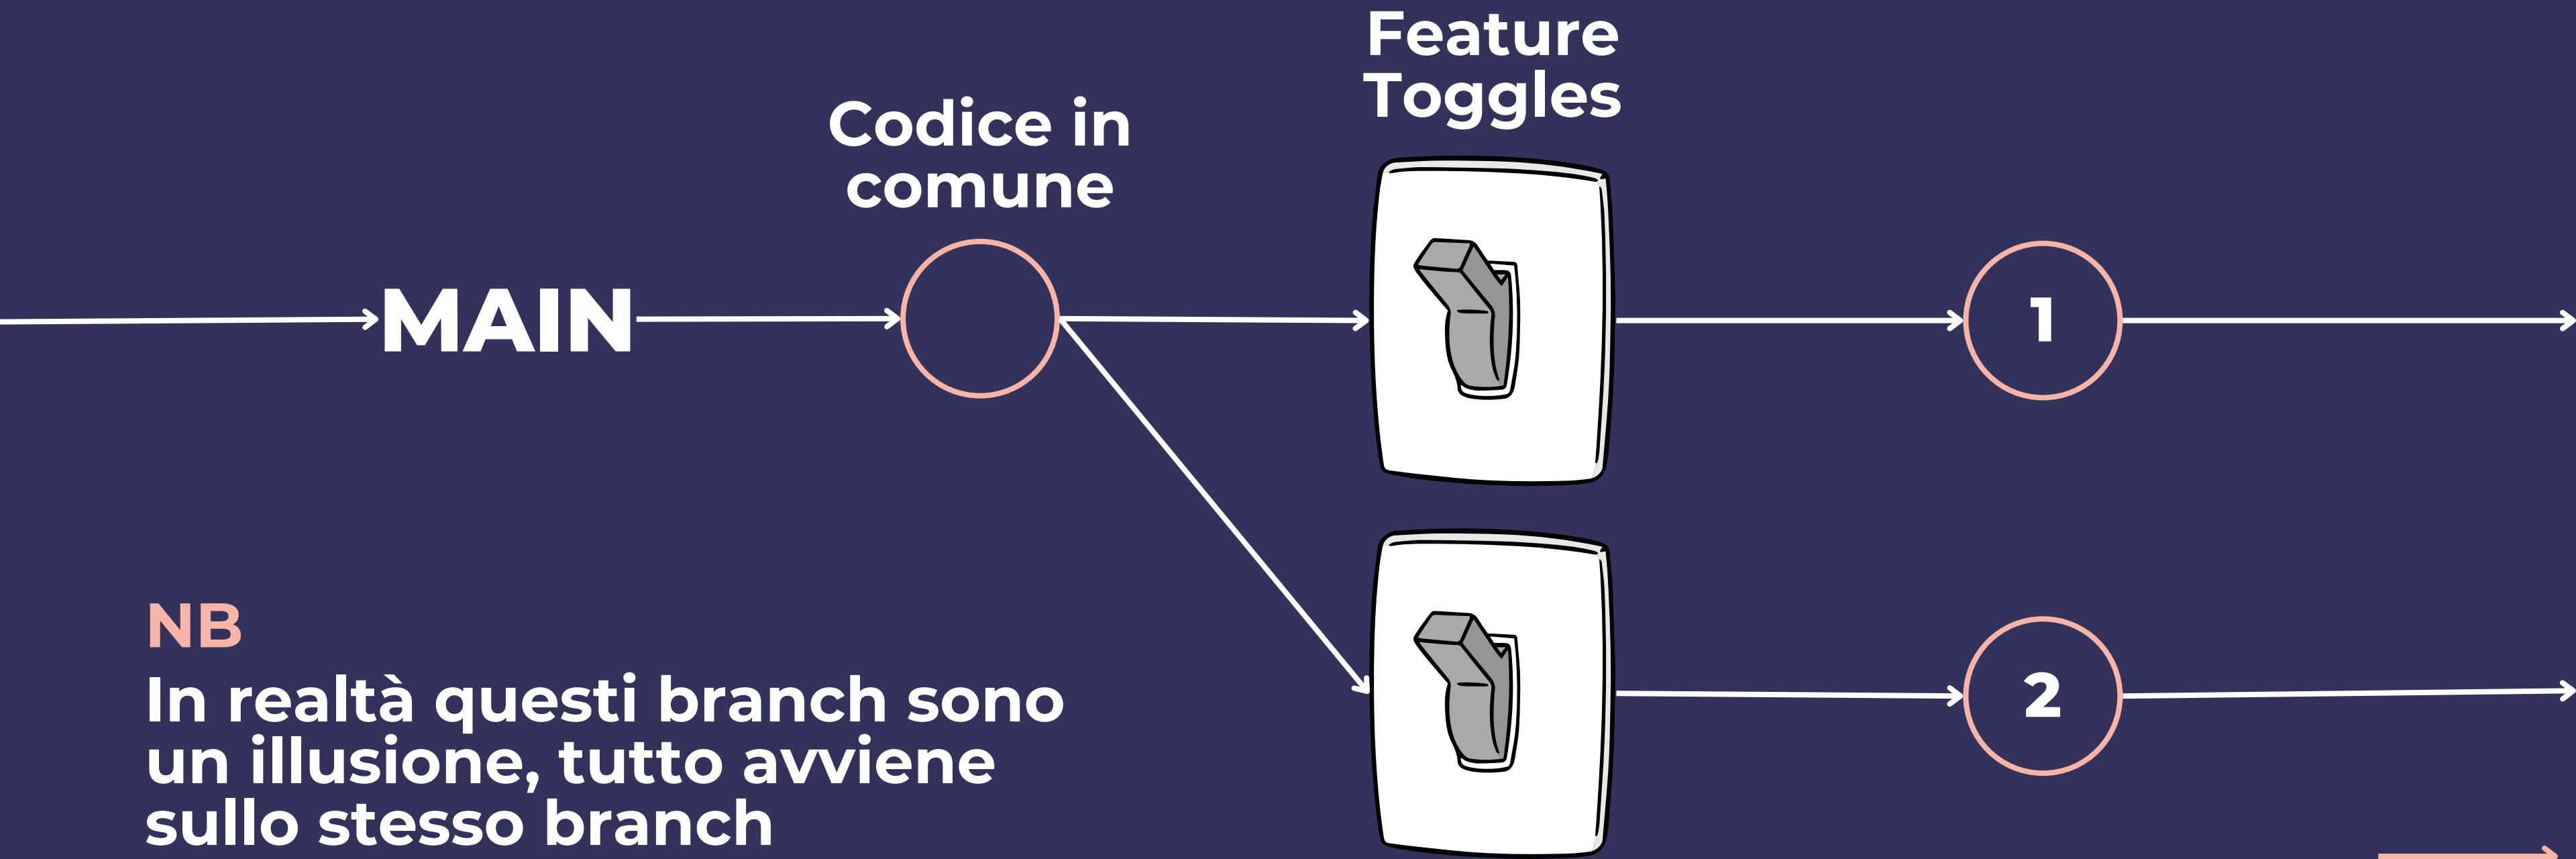 Feature
Toggles
Codice in
comune
MAIN
1
2
NB
In realtà questi branch sono
un illusione, tutto avviene
sullo stesso branch